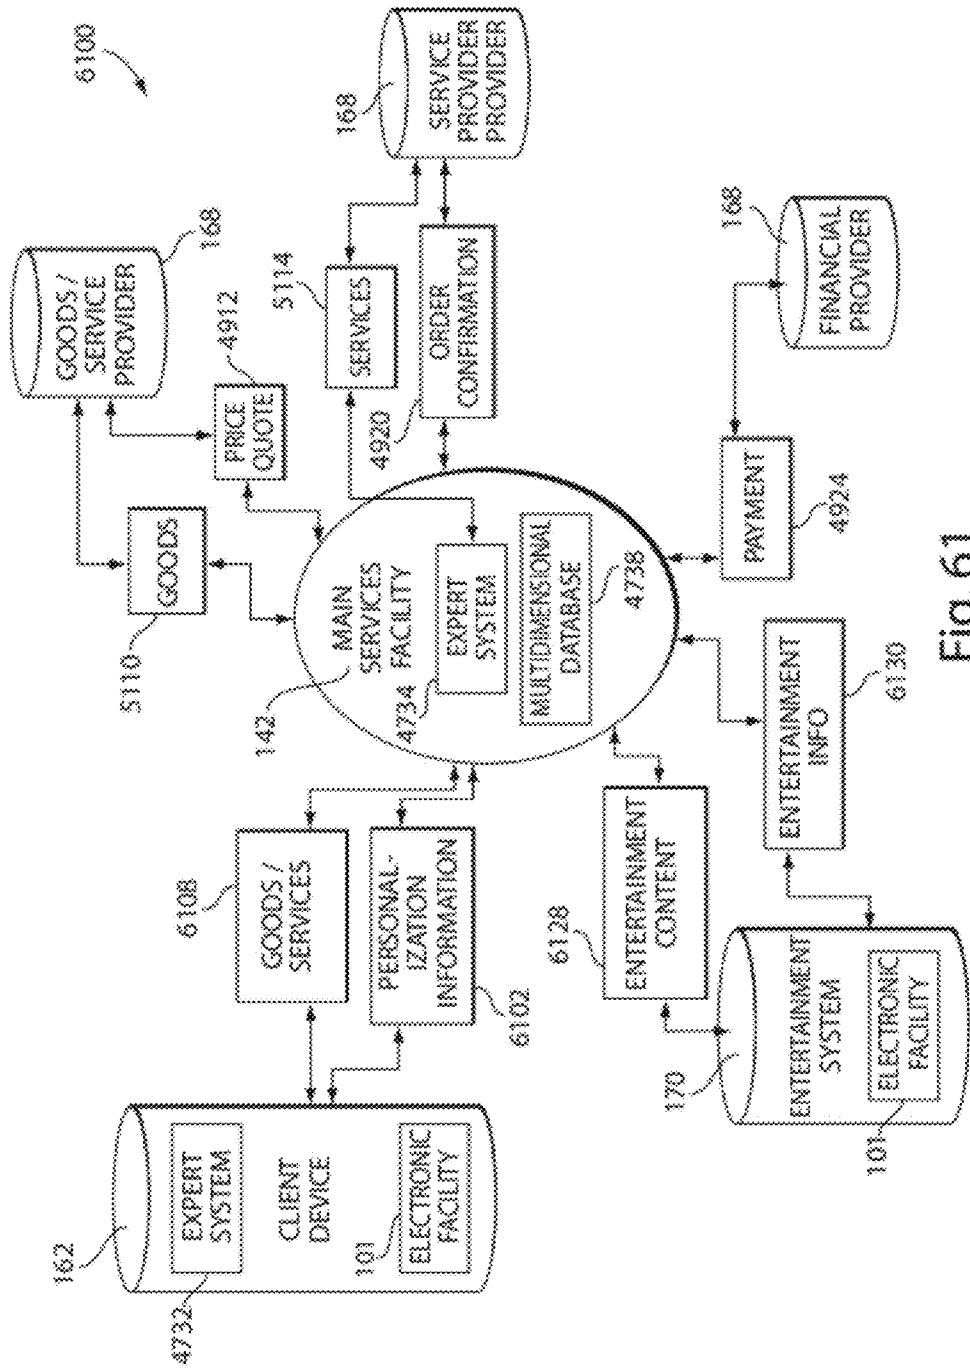 6100
162
EXPERT
SYSTEM
4732
CLIENT
DEVICE
101
ELECTRONIC
FACILITY
6108
GOODS /
SERVICES
PERSONAL-
IZATION
INFORMATION
6102
5110
GOODS
GOODS /
SERVICE
PROVIDER
168
PRICE
QUOTE
4912
142
MAIN
SERVICES
FACILITY
4734
EXPERT
SYSTEM
MULTIDIMENSIONAL
DATABASE
4738
5114
SERVICES
4920
ORDER
CONFIRMATION
168
SERVICE
PROVIDER
PROVIDER
6128
ENTERTAINMENT
CONTENT
170
ENTERTAINMENT
SYSTEM
ELECTRONIC
FACILITY
101
ENTERTAINMENT
INFO
6130
PAYMENT
4924
168
FINANCIAL
PROVIDER
Fig. 61